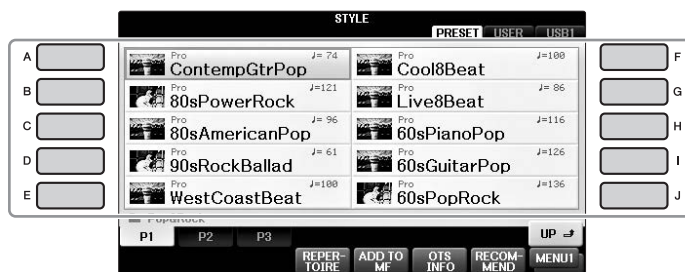 STYLE
PRESET USER USB1
A
F
Pro ♩= 74
ContempGtrPop
Pro ♩=100
Cool8Beat
B
G
Pro ♩=121
80sPowerRock
Pro ♩= 86
Live8Beat
C
H
Pro ♩= 96
80sAmericanPop
Pro ♩=116
60sPianoPop
D
I
Pro ♩= 61
90sRockBallad
Pro ♩=126
60sGuitarPop
E
J
Pro ♩=100
WestCoastBeat
Pro ♩=136
60sPopRock
Pop&Rock
P1 P2 P3 UP
REPER-
TOIRE
ADD TO
MF
OTS
INFO
RECOM-
MEND
MENU1